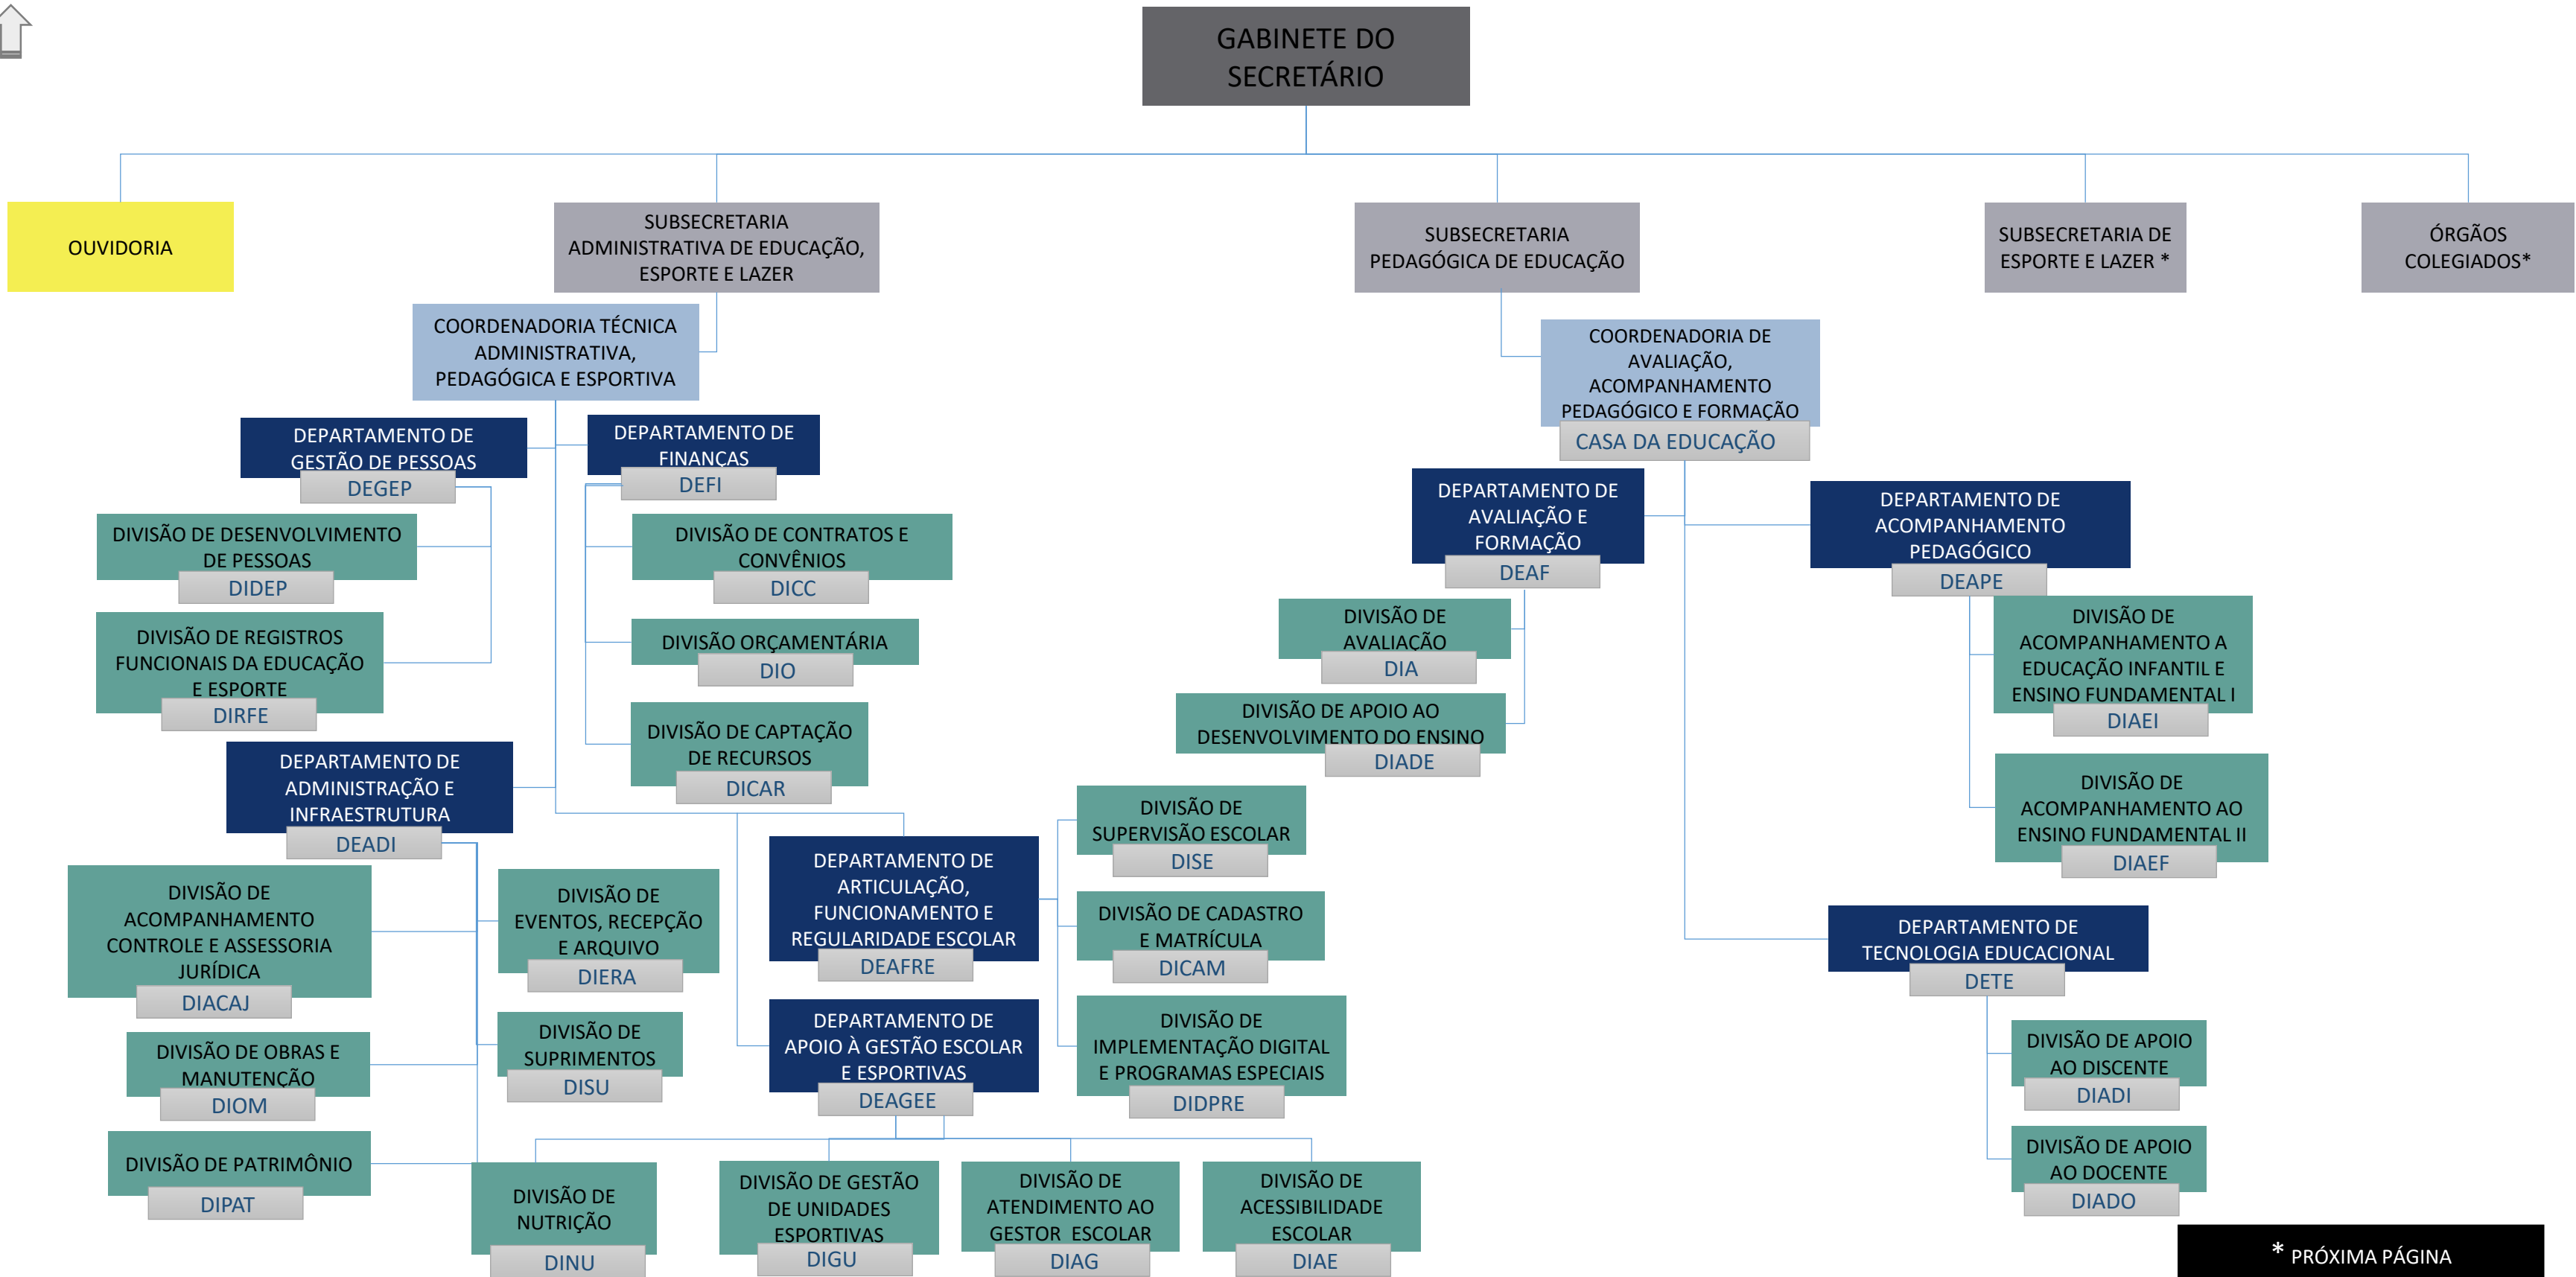 GABINETE DO
SECRETÁRIO
OUVIDORIA
SUBSECRETARIA
ADMINISTRATIVA DE EDUCAÇÃO,
ESPORTE E LAZER
SUBSECRETARIA
PEDAGÓGICA DE EDUCAÇÃO
SUBSECRETARIA DE
ESPORTE E LAZER *
ÓRGÃOS
COLEGIADOS*
COORDENADORIA TÉCNICA
ADMINISTRATIVA,
PEDAGÓGICA E ESPORTIVA
DEPARTAMENTO DE
GESTÃO DE PESSOAS
DEGEP
DIVISÃO DE DESENVOLVIMENTO
DE PESSOAS
DIDEP
DIVISÃO DE REGISTROS
FUNCIONAIS DA EDUCAÇÃO
E ESPORTE
DIRFE
DEPARTAMENTO DE
FINANÇAS
DEFI
DIVISÃO DE CONTRATOS E
CONVÊNIOS
DICC
DIVISÃO ORÇAMENTÁRIA
DIO
DIVISÃO DE CAPTAÇÃO
DE RECURSOS
DICAR
DEPARTAMENTO DE
ADMINISTRAÇÃO E
INFRAESTRUTURA
DEADI
DIVISÃO DE
ACOMPANHAMENTO
CONTROLE E ASSESSORIA
JURÍDICA
DIACAJ
DIVISÃO DE OBRAS E
MANUTENÇÃO
DIOM
DIVISÃO DE PATRIMÔNIO
DIPAT
DIVISÃO DE
EVENTOS, RECEPÇÃO
E ARQUIVO
DIERA
DIVISÃO DE
SUPRIMENTOS
DISU
DEPARTAMENTO DE
ARTICULAÇÃO,
FUNCIONAMENTO E
REGULARIDADE ESCOLAR
DEAFRE
DIVISÃO DE
SUPERVISÃO ESCOLAR
DISE
DIVISÃO DE CADASTRO
E MATRÍCULA
DICAM
DIVISÃO DE
IMPLEMENTAÇÃO DIGITAL
E PROGRAMAS ESPECIAIS
DIDPRE
DEPARTAMENTO DE
APOIO À GESTÃO ESCOLAR
E ESPORTIVAS
DEAGEE
DIVISÃO DE
NUTRIÇÃO
DINU
DIVISÃO DE GESTÃO
DE UNIDADES
ESPORTIVAS
DIGU
DIVISÃO DE
ATENDIMENTO AO
GESTOR ESCOLAR
DIAG
DIVISÃO DE
ACESSIBILIDADE
ESCOLAR
DIAE
COORDENADORIA DE
AVALIAÇÃO,
ACOMPANHAMENTO
PEDAGÓGICO E FORMAÇÃO
CASA DA EDUCAÇÃO
DEPARTAMENTO DE
AVALIAÇÃO E
FORMAÇÃO
DEAF
DIVISÃO DE
AVALIAÇÃO
DIA
DIVISÃO DE APOIO AO
DESENVOLVIMENTO DO ENSINO
DIADE
DEPARTAMENTO DE
ACOMPANHAMENTO
PEDAGÓGICO
DEAPE
DIVISÃO DE
ACOMPANHAMENTO A
EDUCAÇÃO INFANTIL E
ENSINO FUNDAMENTAL I
DIAEI
DIVISÃO DE
ACOMPANHAMENTO AO
ENSINO FUNDAMENTAL II
DIAEF
DEPARTAMENTO DE
TECNOLOGIA EDUCACIONAL
DETE
DIVISÃO DE APOIO
AO DISCENTE
DIADI
DIVISÃO DE APOIO
AO DOCENTE
DIADO
* PRÓXIMA PÁGINA